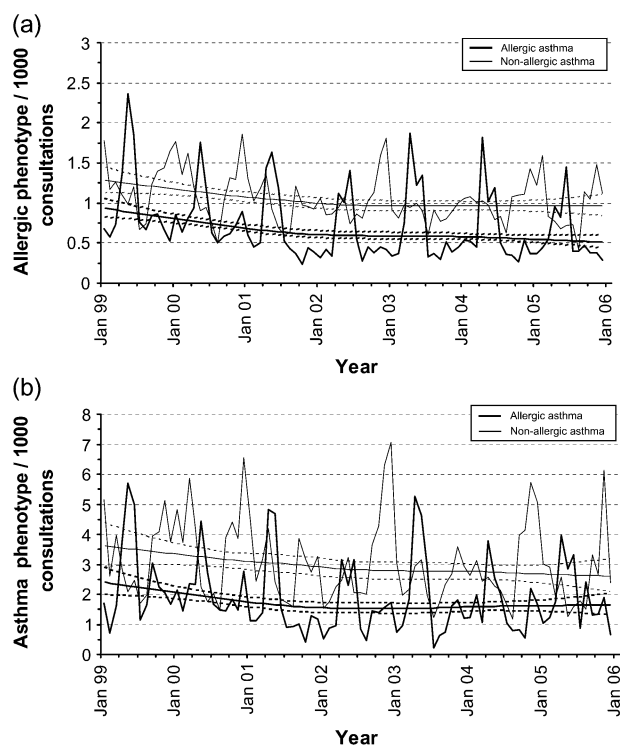 (a)
Allergic phenotype / 1000
consultations
3
2.5
2
1.5
1
0.5
0
Allergic asthma
Non-allergic asthma
Jan 99
Jan 00
Jan 01
Jan 02
Jan 03
Jan 04
Jan 05
Jan 06
Year
(b)
Asthma phenotype / 1000
consultations
8
7
6
5
4
3
2
1
0
Allergic asthma
Non-allergic asthma
Jan 99
Jan 00
Jan 01
Jan 02
Jan 03
Jan 04
Jan 05
Jan 06
Year